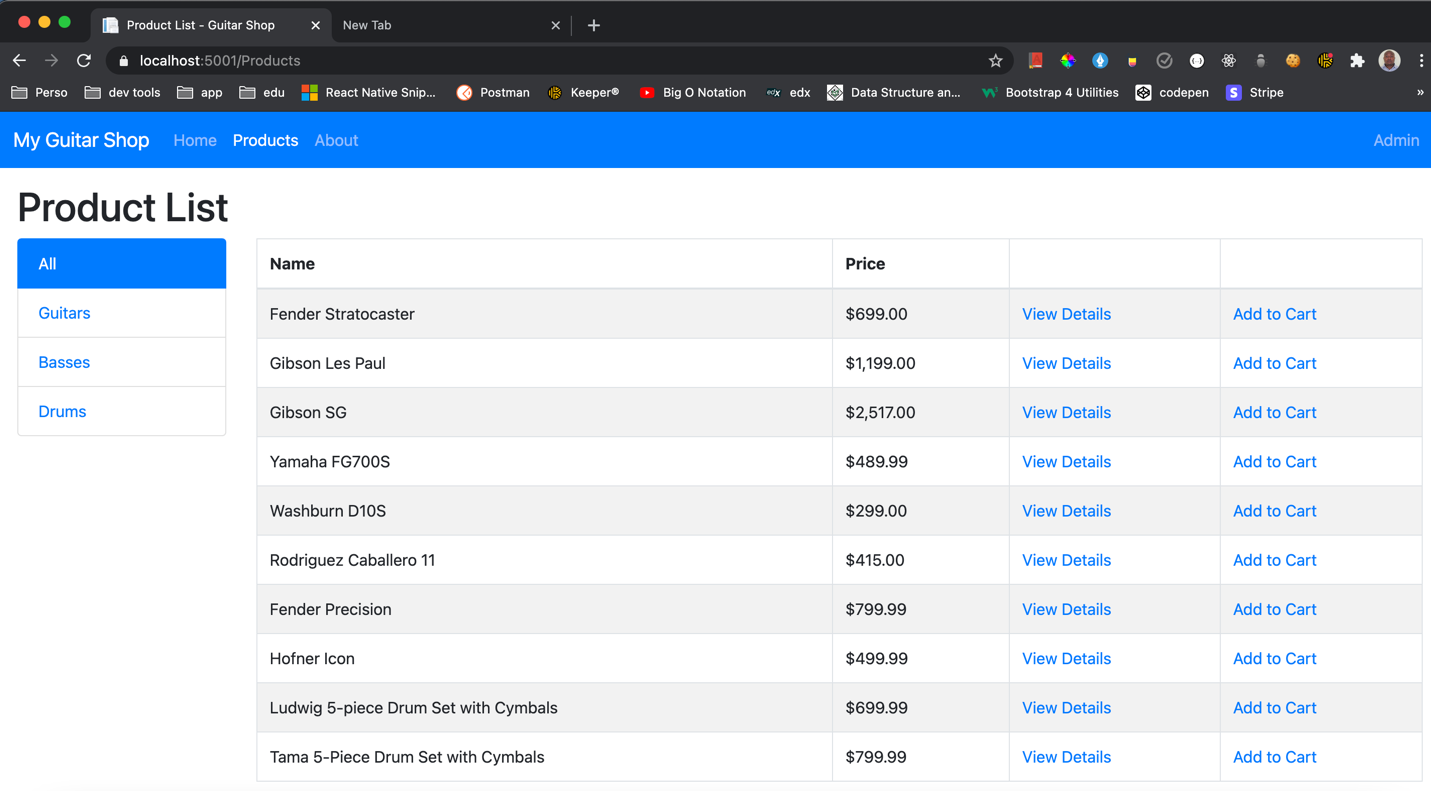 Product List - Guitar Shop
New Tab
localhost:5001/Products
Perso dev tools app edu React Native Snip... Postman Keeper® Big O Notation edX edx Data Structure an... Bootstrap 4 Utilities codepen S Stripe »
My Guitar Shop Home Products About Admin
Product List
All
Guitars
Basses
Drums
Name Price
Fender Stratocaster $699.00 View Details Add to Cart
Gibson Les Paul $1,199.00 View Details Add to Cart
Gibson SG $2,517.00 View Details Add to Cart
Yamaha FG700S $489.99 View Details Add to Cart
Washburn D10S $299.00 View Details Add to Cart
Rodriguez Caballero 11 $415.00 View Details Add to Cart
Fender Precision $799.99 View Details Add to Cart
Hofner Icon $499.99 View Details Add to Cart
Ludwig 5-piece Drum Set with Cymbals $699.99 View Details Add to Cart
Tama 5-Piece Drum Set with Cymbals $799.99 View Details Add to Cart